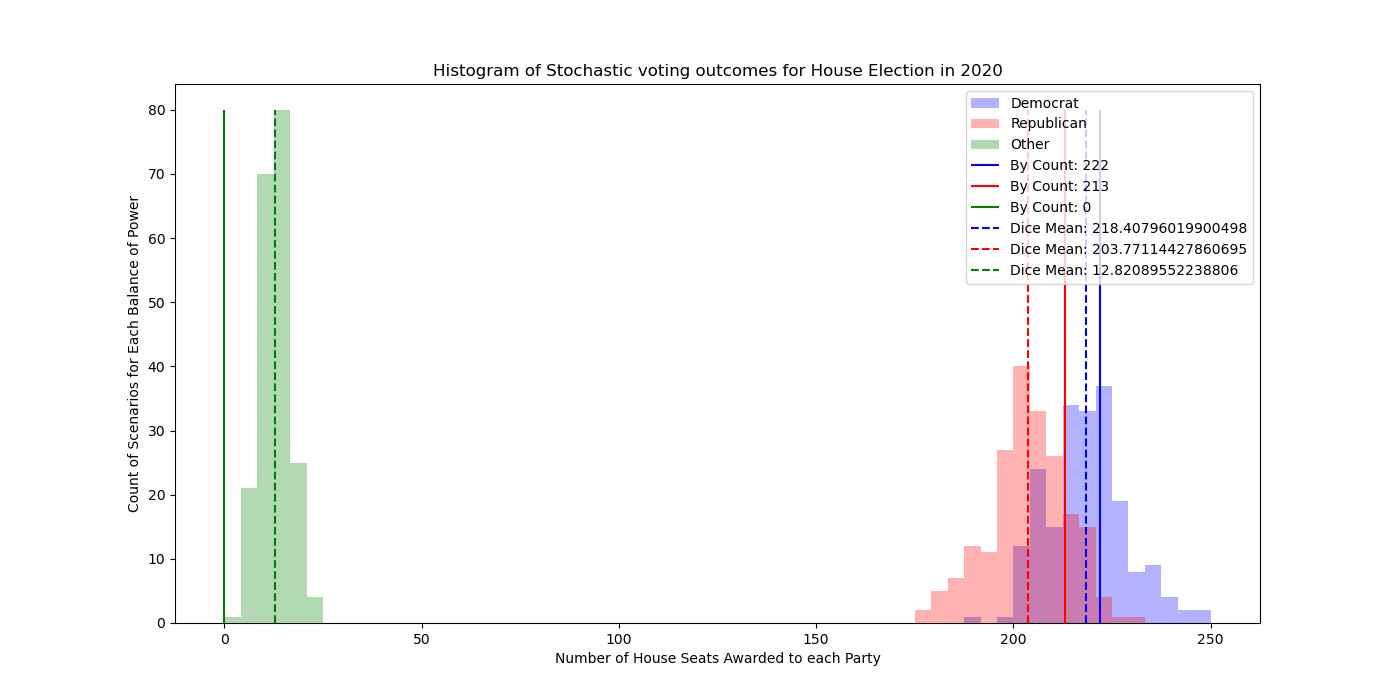 Histogram of Stochastic voting outcomes for House Election in 2020
Count of Scenarios for Each Balance of Power
80
70
60
50
40
30
20
10
0
Democrat
Republican
Other
By Count: 222
By Count: 213
By Count: 0
Dice Mean: 218.40796019900498
Dice Mean: 203.77114427860695
Dice Mean: 12.82089552238806
0 50 100 150 200 250
Number of House Seats Awarded to each Party